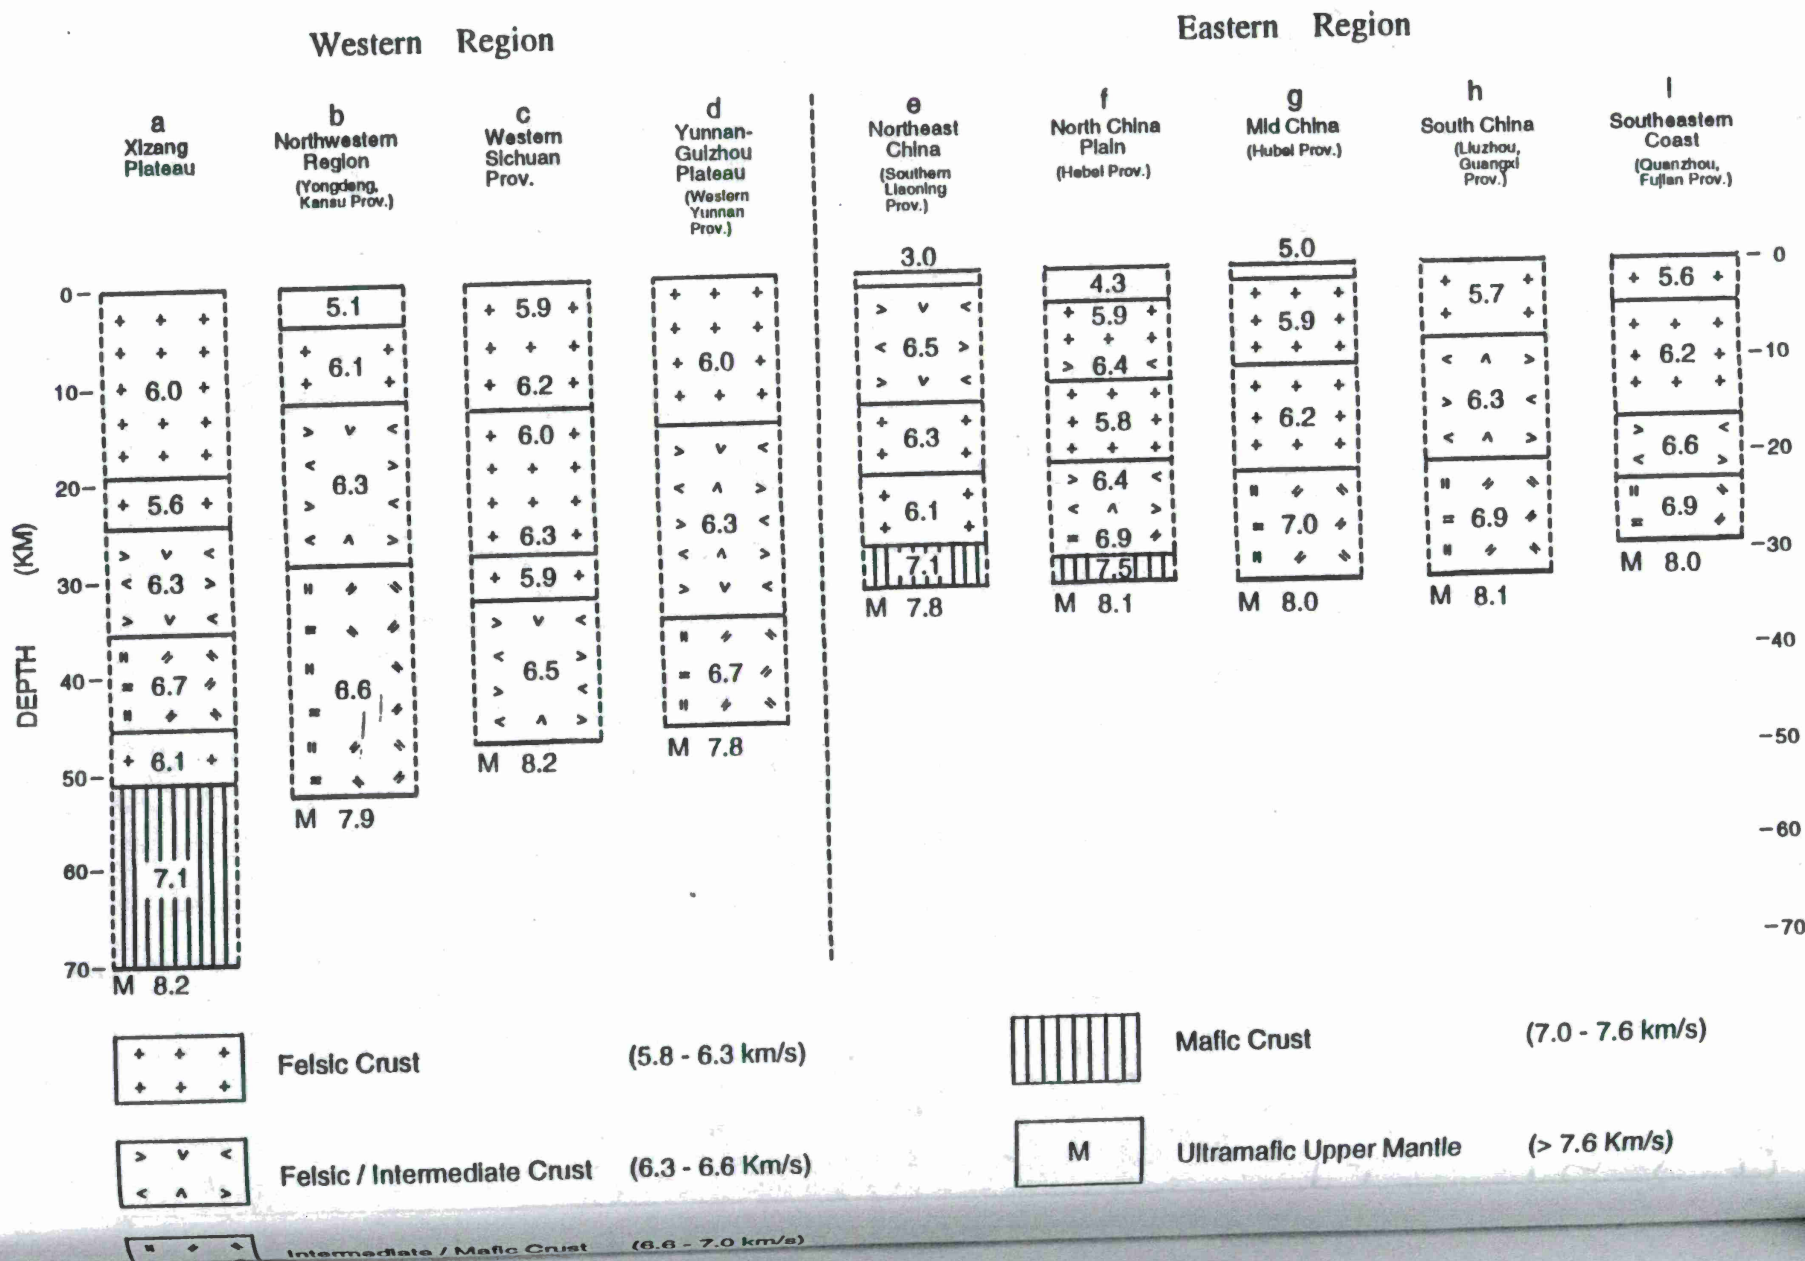 Western Region
Eastern Region
a
Xizang
Plateau
b
Northwestern
Region
(Yongdeng,
Kansu Prov.)
c
Western
Sichuan
Prov.
d
Yunnan-
Guizhou
Plateau
(Western
Yunnan
Prov.)
e
Northeast
China
(Southern
Liaoning
Prov.)
f
North China
Plain
(Hebei Prov.)
g
Mid China
(Hubei Prov.)
h
South China
(Liuzhou,
Guangxi
Prov.)
I
Southeastern
Coast
(Quanzhou,
Fujian Prov.)
DEPTH (KM)
0
10
20
30
40
50
60
70
6.0
5.6
6.3
6.7
6.1
7.1
M 8.2
5.1
6.1
6.3
6.6
M 7.9
5.9
6.2
6.0
6.3
5.9
6.5
M 8.2
6.0
6.3
6.7
M 7.8
3.0
6.5
6.3
6.1
7.1
M 7.8
4.3
5.9
6.4
5.8
6.4
6.9
7.5
M 8.1
5.0
5.9
6.2
7.0
M 8.0
5.7
6.3
6.9
M 8.1
5.6
6.2
6.6
6.9
M 8.0
0
10
20
30
40
50
60
70
Felsic Crust (5.8 - 6.3 km/s)
Felsic / Intermediate Crust (6.3 - 6.6 Km/s)
Intermediate / Mafic Crust (6.6 - 7.0 km/s)
Mafic Crust (7.0 - 7.6 km/s)
M Ultramafic Upper Mantle (> 7.6 Km/s)